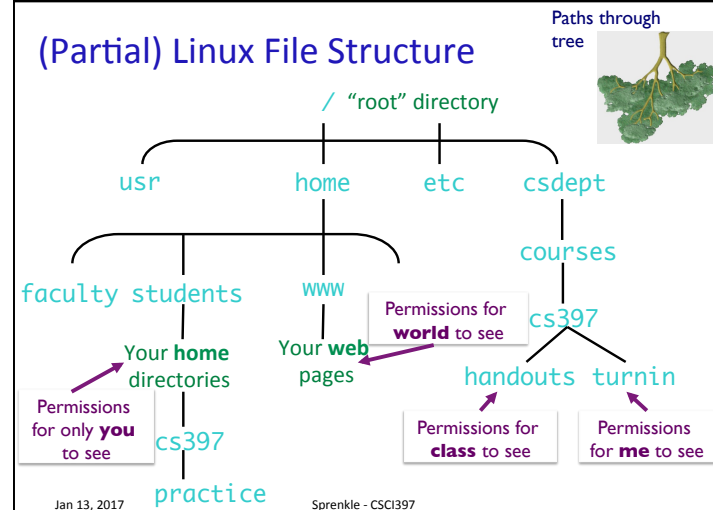 (Partial) Linux File Structure
Paths through
tree
/ “root” directory
usr home etc csdept
courses
faculty students www
Permissions for
world to see
cs397
Your home
directories
Your web
pages
handouts turnin
Permissions
for only you
to see
Permissions for
class to see
Permissions
for me to see
cs397
practice
Jan 13, 2017 Sprenkle - CSCI397